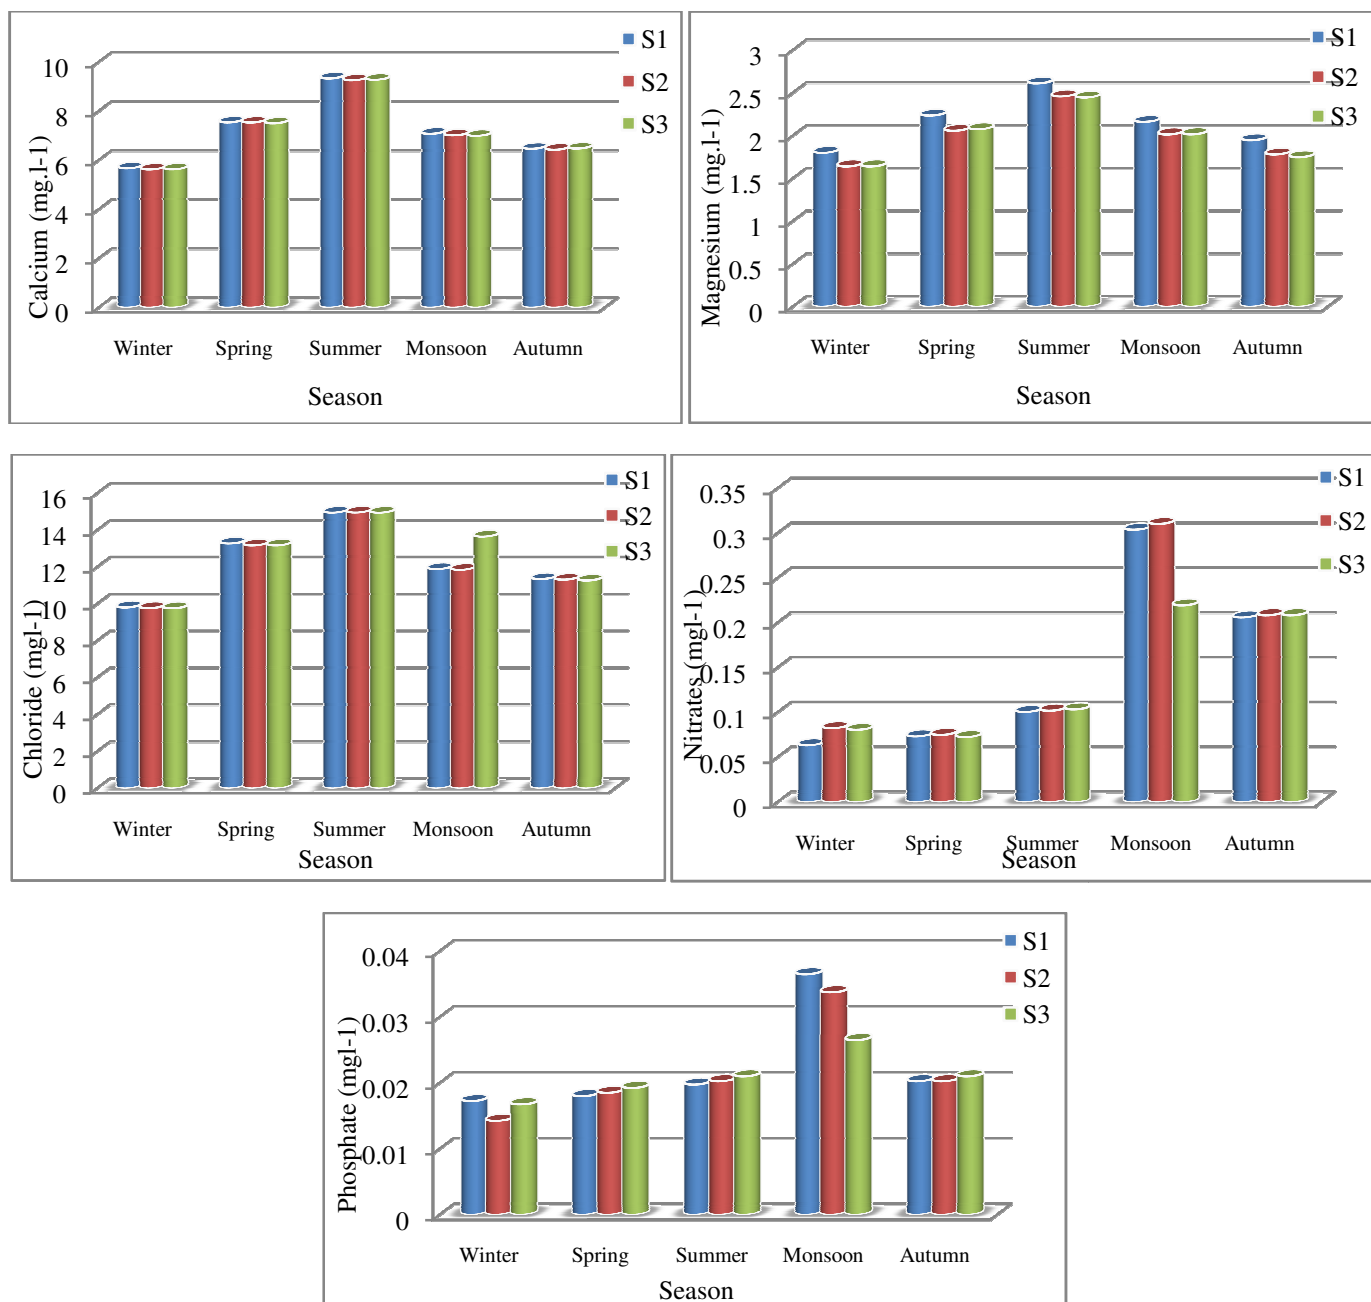 S1
S2
S3
10
8
6
4
2
0
Calcium (mg.l-1)
Winter Spring Summer Monsoon Autumn
Season
S1
S2
S3
3
2.5
2
1.5
1
0.5
0
Magnesium (mg.l-1)
Winter Spring Summer Monsoon Autumn
Season
S1
S2
S3
16
14
12
10
8
6
4
2
0
Chloride (mgl-1)
Winter Spring Summer Monsoon Autumn
Season
S1
S2
S3
0.35
0.3
0.25
0.2
0.15
0.1
0.05
0
Nitrates (mgl-1)
Winter Spring Summer Monsoon Autumn
Season
S1
S2
S3
0.04
0.03
0.02
0.01
0
Phosphate (mgl-1)
Winter Spring Summer Monsoon Autumn
Season